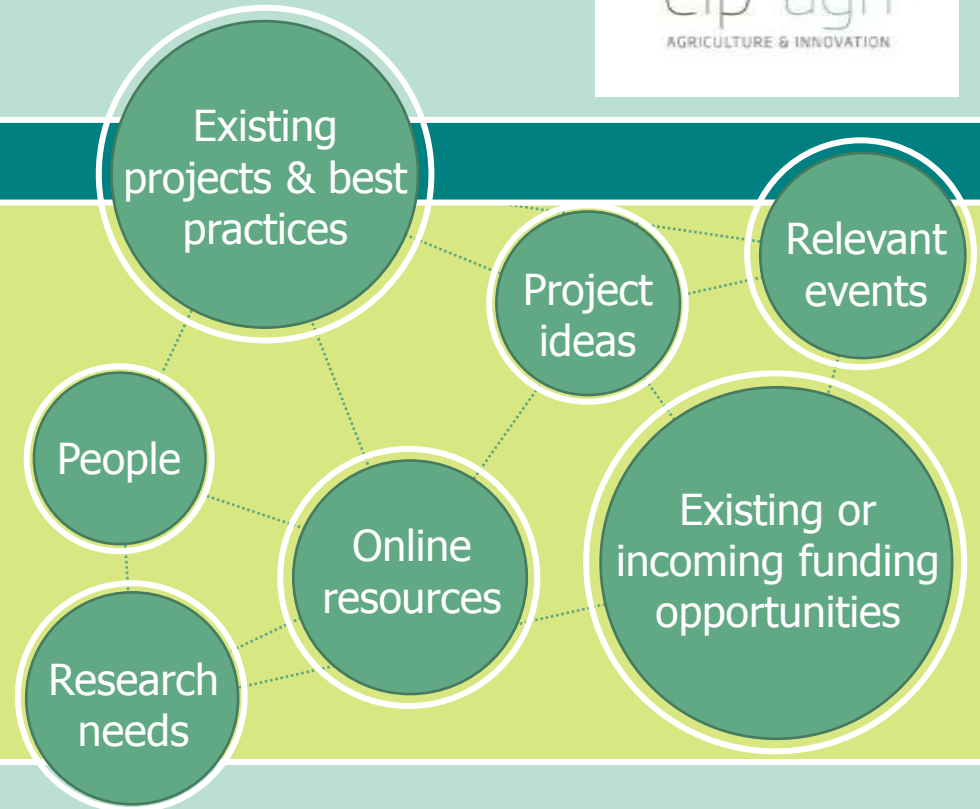 AGRICULTURE & INNOVATION
Existing
projects & best
practices
Relevant
events
Project
ideas
People
Online
resources
Existing or
incoming funding
opportunities
Research
needs